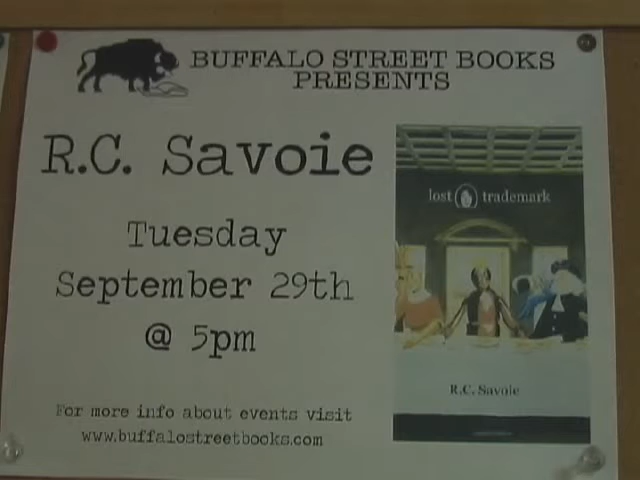 BUFFALO STREET BOOKS
PRESENTS
R.C. Savoie
Tuesday
September 29th
@ 5pm
For more info about events visit
www.buffalostreetbooks.com
lost trademark
R.C. Savoie